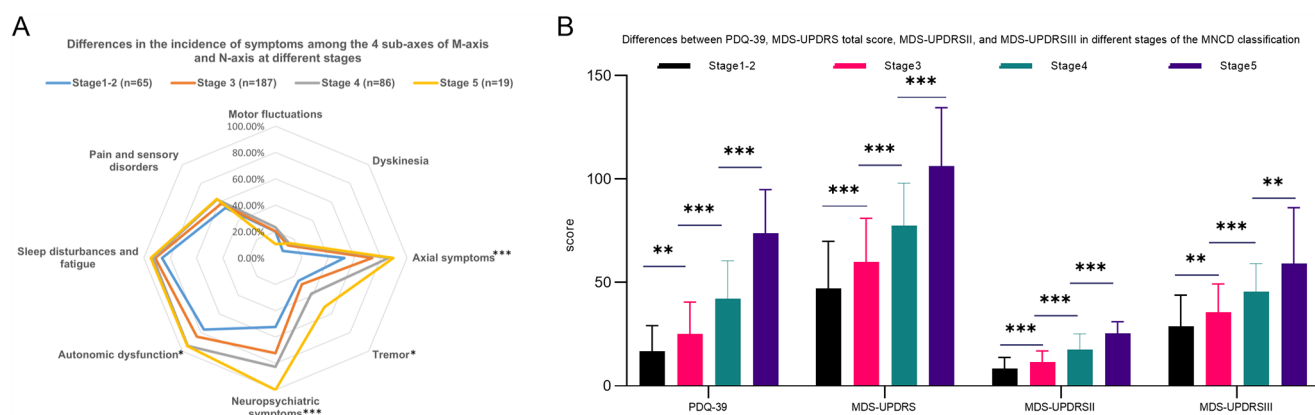 A
Differences in the incidence of symptoms among the 4 sub-axes of M-axis
and N-axis at different stages
Stage1-2 (n=65) Stage 3 (n=187) Stage 4 (n=86) Stage 5 (n=19)
Motor fluctuations
100.00%
80.00%
60.00%
40.00%
20.00%
0.00%
Dyskinesia
Axial symptoms***
Tremor*
Neuropsychiatric
symptoms***
Autonomic dysfunction*
Sleep disturbances and
fatigue
Pain and sensory
disorders
B
Differences between PDQ-39, MDS-UPDRS total score, MDS-UPDRSII, and MDS-UPDRSIII in different stages of the MNCD classification
Stage1-2 Stage3 Stage4 Stage5
score
150
100
50
0
** *** ***
*** *** ***
*** *** ***
** *** **
PDQ-39 MDS-UPDRS MDS-UPDRSII MDS-UPDRSIII